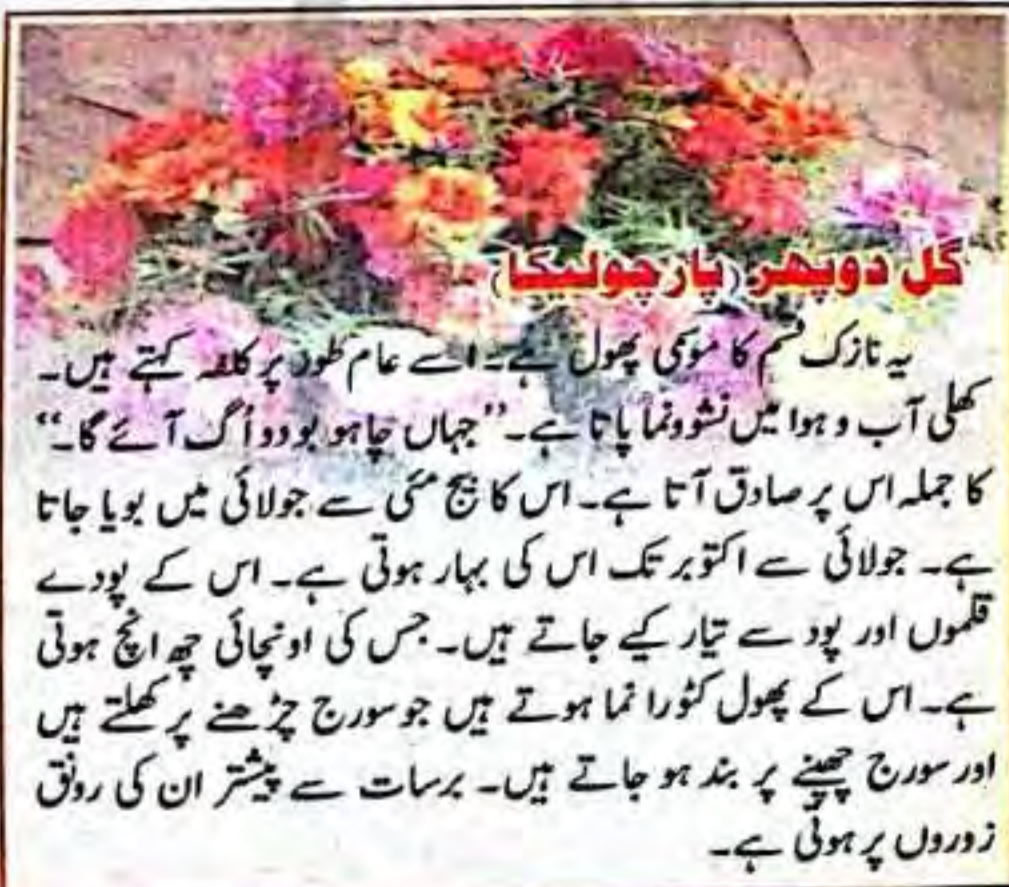 گل دوپہر (پارچولیکا)
یہ نازک قسم کا مومی پھول ہے۔ اسے عام طور پر کلفہ کہتے ہیں۔
کھلی آب و ہوا میں نشوونما پاتا ہے۔ ’’جہاں چاہو بو دو اُگ آئے گا۔‘‘
کا جملہ اس پر صادق آتا ہے۔ اس کا بیج مئی سے جولائی میں بویا جاتا
ہے۔ جولائی سے اکتوبر تک اس کی بہار ہوتی ہے۔ اس کے پودے
قلموں اور پود سے تیار کیے جاتے ہیں۔ جس کی اونچائی چھ انچ ہوتی
ہے۔ اس کے پھول کٹورا نما ہوتے ہیں جو سورج چڑھنے پر کھلتے ہیں
اور سورج چھپنے پر بند ہو جاتے ہیں۔ برسات سے پیشتر ان کی رونق
زوروں پر ہوتی ہے۔